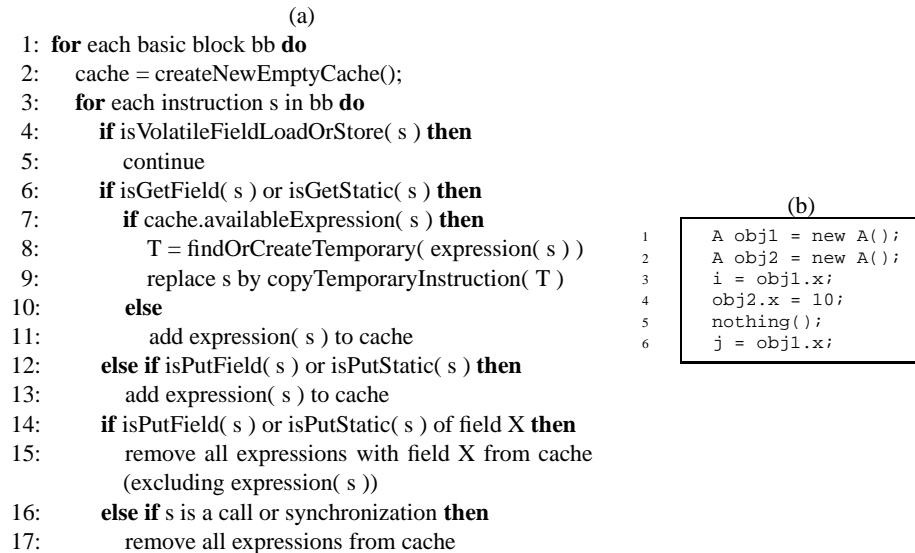 (a)
1: for each basic block bb do
2: cache = createNewEmptyCache();
3: for each instruction s in bb do
4: if isVolatileFieldLoadOrStore( s ) then
5: continue
6: if isGetField( s ) or isGetStatic( s ) then
7: if cache.availableExpression( s ) then
8: T = findOrCreateTemporary( expression( s ) )
9: replace s by copyTemporaryInstruction( T )
10: else
11: add expression( s ) to cache
12: else if isPutField( s ) or isPutStatic( s ) then
13: add expression( s ) to cache
14: if isPutField( s ) or isPutStatic( s ) of field X then
15: remove all expressions with field X from cache
(excluding expression( s ))
16: else if s is a call or synchronization then
17: remove all expressions from cache
(b)
1 A obj1 = new A();
2 A obj2 = new A();
3 i = obj1.x;
4 obj2.x = 10;
5 nothing();
6 j = obj1.x;